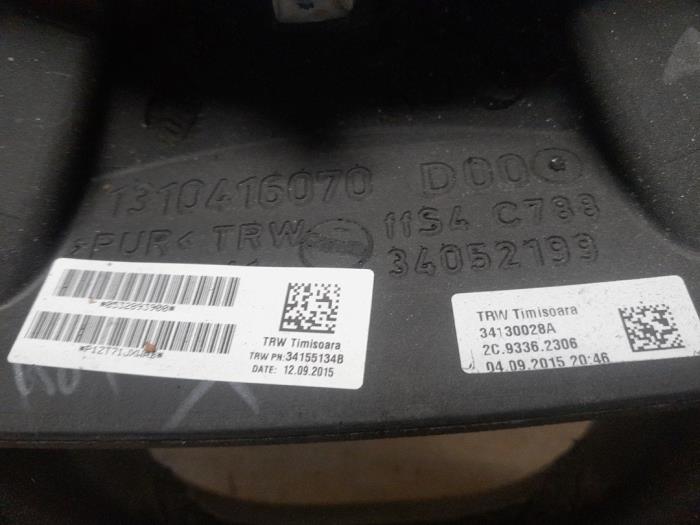 1310416070 D00
>PUR< TRW 11S4 C788
34052199
*0532893900*
TRW Timisoara
TRW P/N: 34155134B
DATE: 12.09.2015
TRW Timisoara
34130028A
2C.9336.2306
04.09.2015 20:46